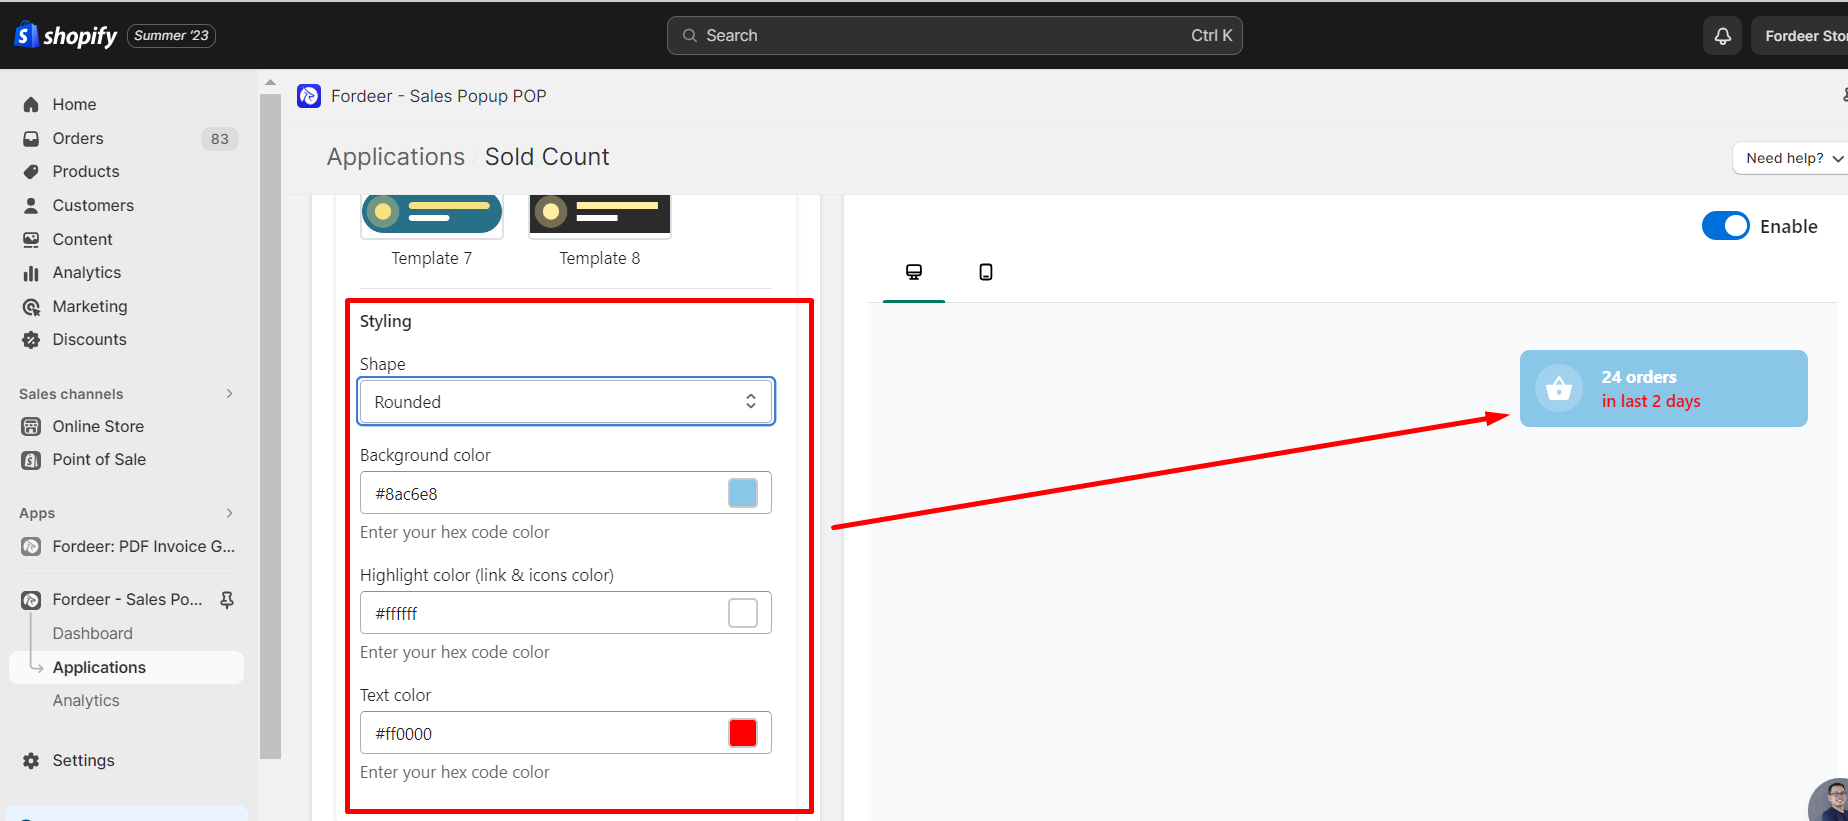 shopify
Summer '23
Search
Ctrl K
Fordeer Sto
Home
Orders
83
Products
Customers
Content
Analytics
Marketing
Discounts
Sales channels
Online Store
Point of Sale
Apps
Fordeer: PDF Invoice G...
Fordeer - Sales Po...
Dashboard
Applications
Analytics
Settings
Fordeer - Sales Popup POP
Applications / Sold Count
Need help?
Template 7
Template 8
Styling
Shape
Rounded
Background color
#8ac6e8
Enter your hex code color
Highlight color (link & icons color)
#ffffff
Enter your hex code color
Text color
#ff0000
Enter your hex code color
Enable
24 orders
in last 2 days